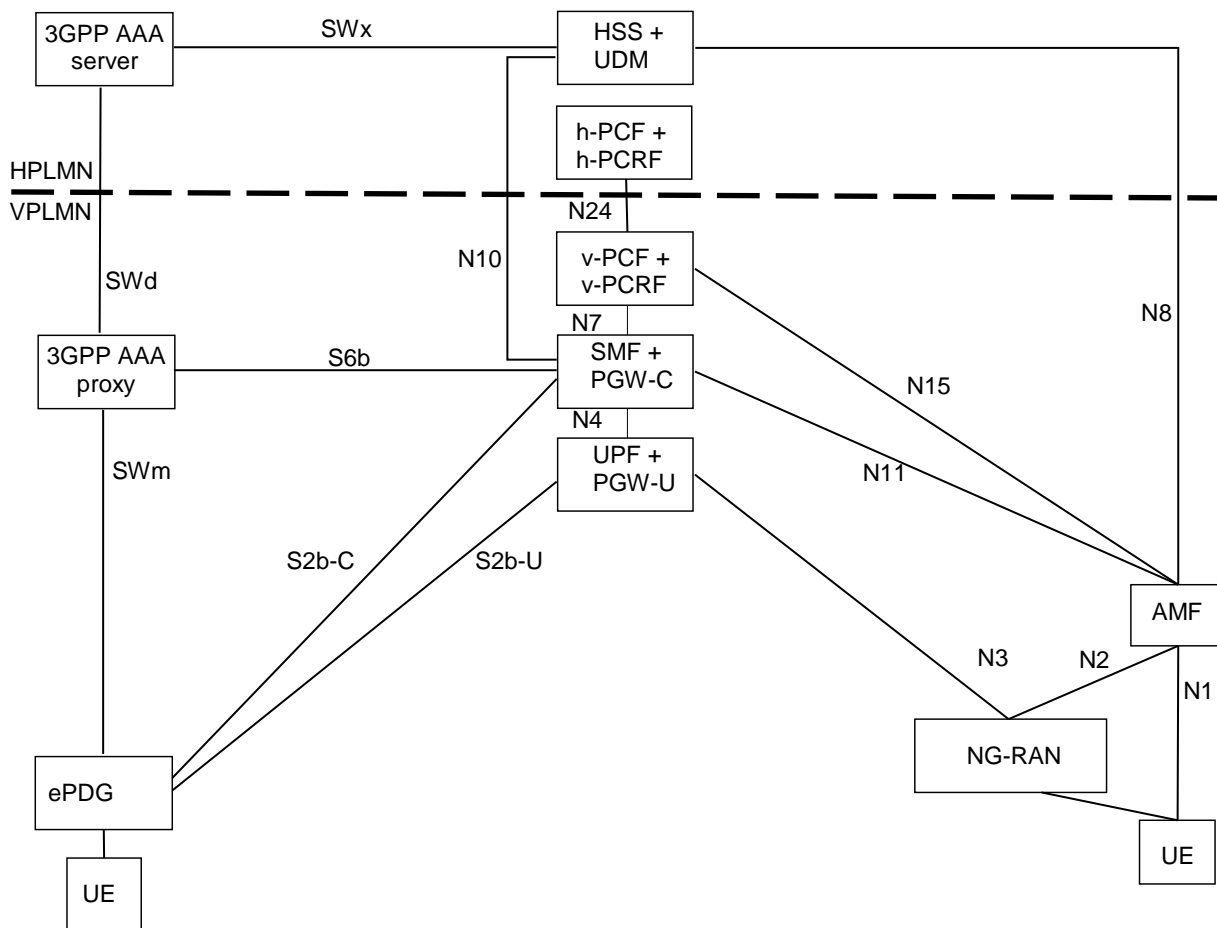 3GPP AAA
server
SWx
HSS +
UDM
h-PCF +
h-PCRF
HPLMN
VPLMN
N24
N10
v-PCF +
v-PCRF
SWd
N8
N7
3GPP AAA
proxy
S6b
SMF +
PGW-C
N15
N4
SWm
UPF +
PGW-U
N11
S2b-C
S2b-U
AMF
N3
N2
N1
NG-RAN
ePDG
UE
UE